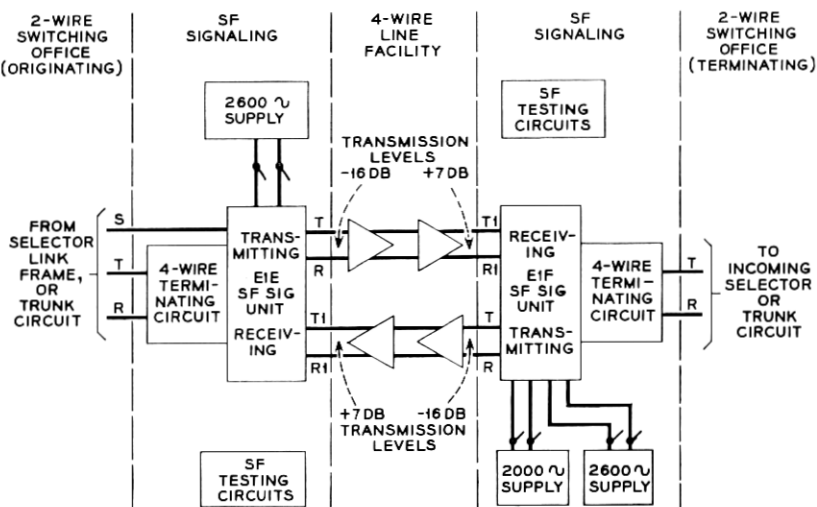 2-WIRE
SWITCHING
OFFICE
(ORIGINATING)
SF
SIGNALING
4-WIRE
LINE
FACILITY
SF
SIGNALING
2-WIRE
SWITCHING
OFFICE
(TERMINATING)
2600 ∿
SUPPLY
SF
TESTING
CIRCUITS
TRANSMISSION
LEVELS
-16 DB
+7 DB
FROM
SELECTOR
LINK
FRAME,
OR
TRUNK
CIRCUIT
S
T
R
4-WIRE
TERMI-
NATING
CIRCUIT
TRANS-
MITTING
E1E
SF SIG
UNIT
RECEIV-
ING
T
R
T1
R1
T1
R1
T
R
RECEIV-
ING
E1F
SF SIG
UNIT
TRANS-
MITTING
4-WIRE
TERMI-
NATING
CIRCUIT
T
R
TO
INCOMING
SELECTOR
OR
TRUNK
CIRCUIT
+7 DB
-16 DB
TRANSMISSION
LEVELS
SF
TESTING
CIRCUITS
2000 ∿
SUPPLY
2600 ∿
SUPPLY